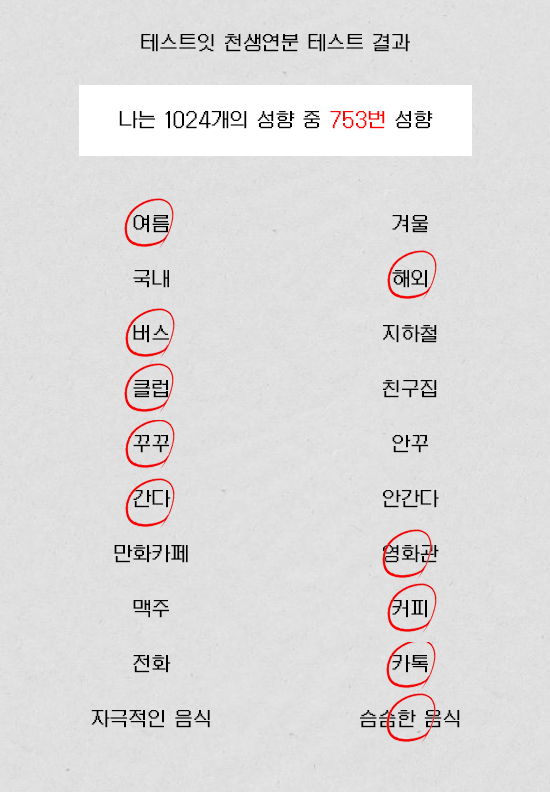 테스트잇 천생연분 테스트 결과
나는 1024개의 성향 중 753번 성향
여름 겨울
국내 해외
버스 지하철
클럽 친구집
꾸꾸 안꾸
간다 안간다
만화카페 영화관
맥주 커피
전화 카톡
자극적인 음식 슴슴한 음식